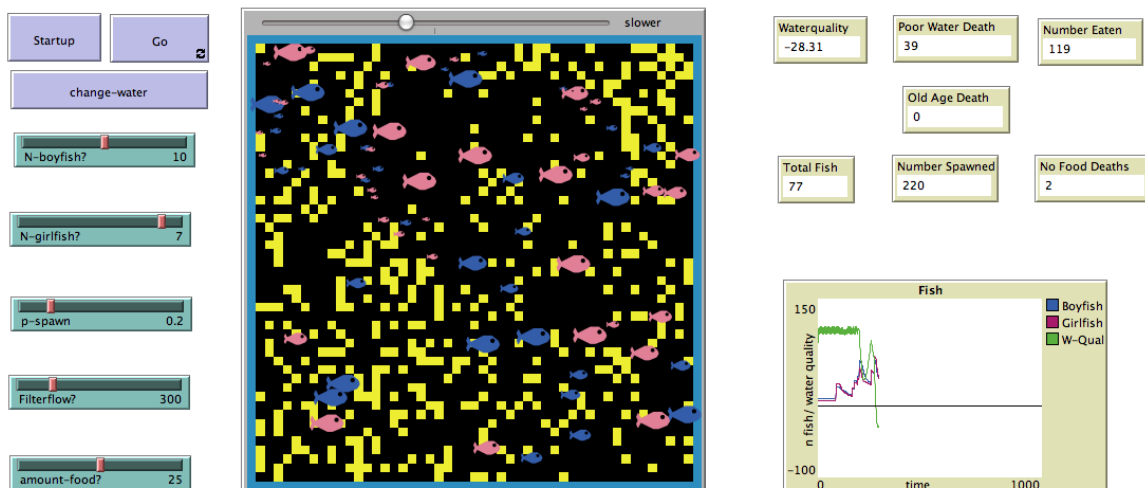 Startup
Go
change-water
N-boyfish? 10
N-girlfish? 7
p-spawn 0.2
Filterflow? 300
amount-food? 25
slower
Waterquality
-28.31
Poor Water Death
39
Number Eaten
119
Old Age Death
0
Total Fish
77
Number Spawned
220
No Food Deaths
2
Fish
150
n fish/ water quality
-100
0
time
1000
Boyfish
Girlfish
W-Qual